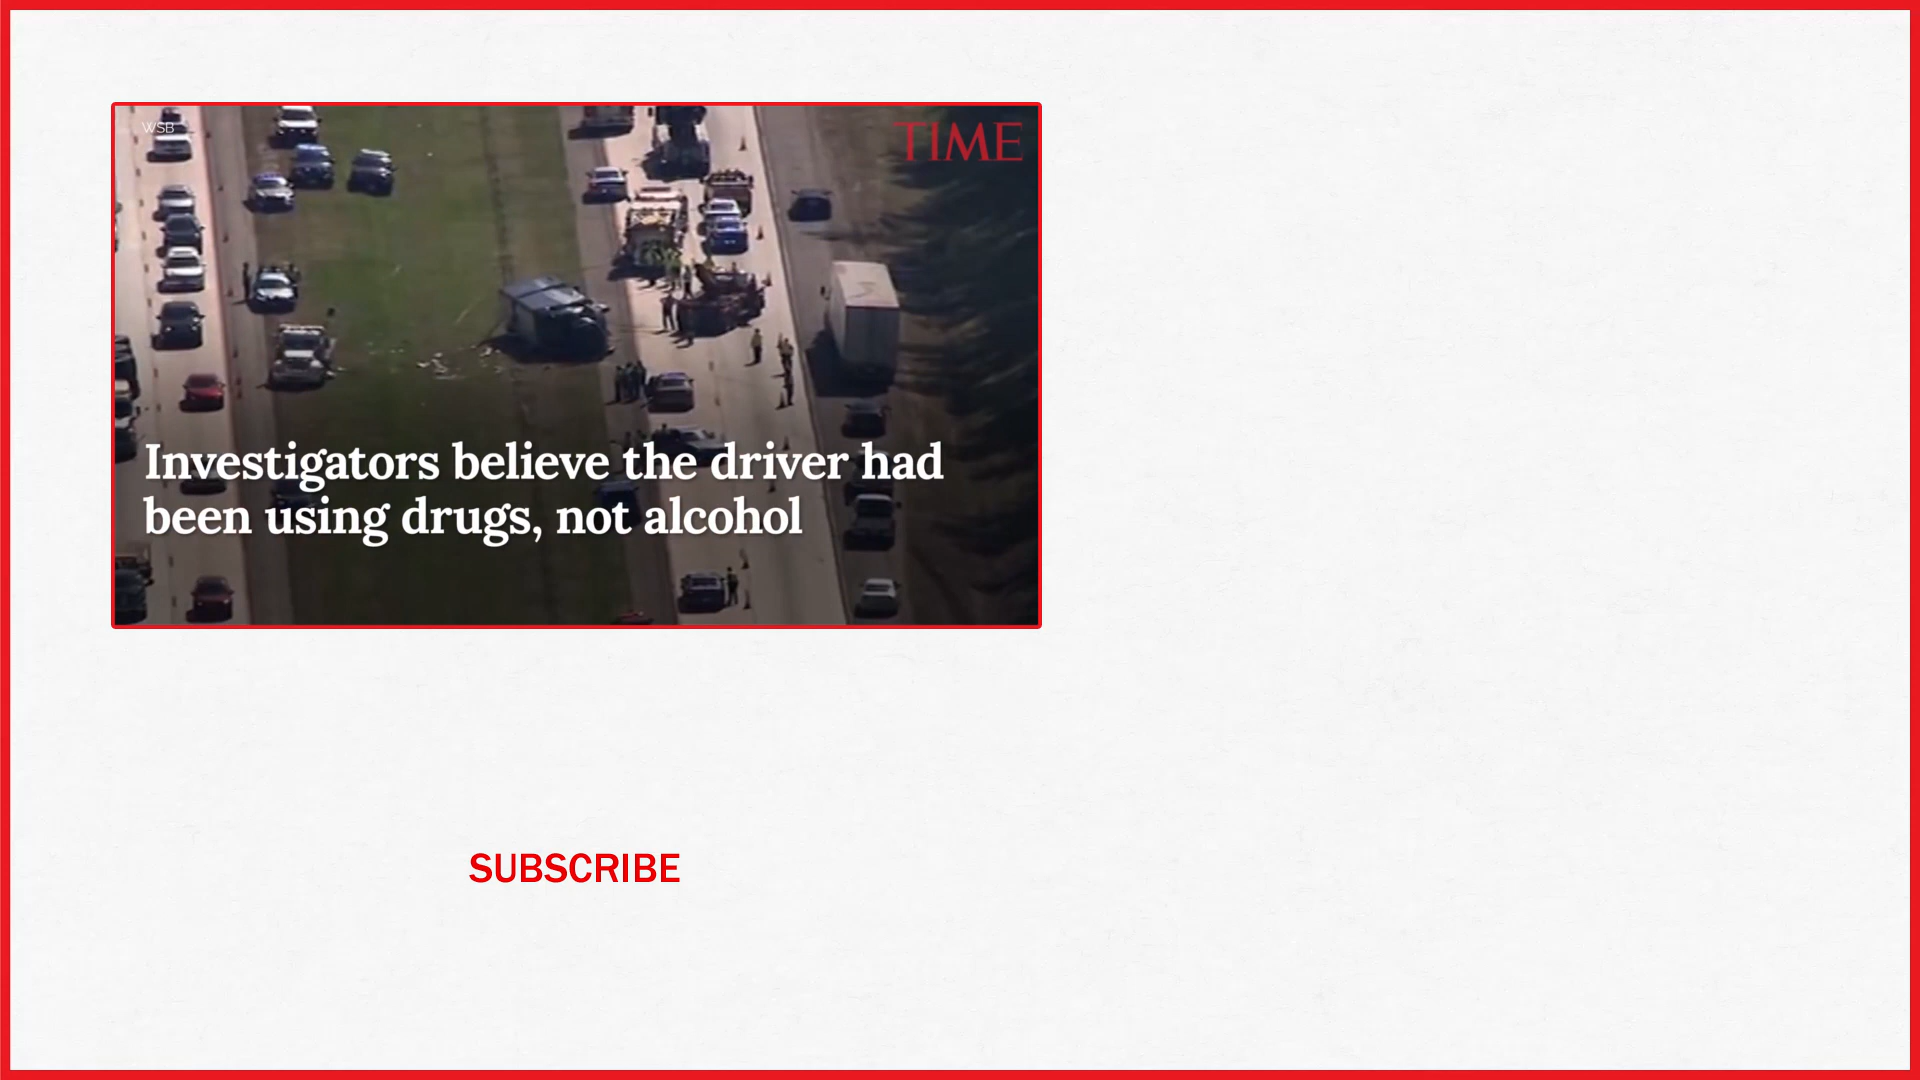 WSB
TIME
Investigators believe the driver had
been using drugs, not alcohol
SUBSCRIBE